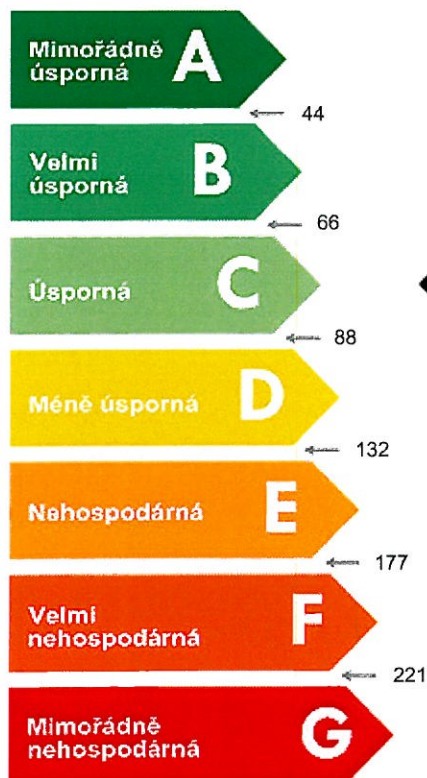 Mimořádně
úsporná
A
44
Velmi
úsporná
B
66
Úsporná
C
88
Méně úsporná
D
132
Nehospodárná
E
177
Velmi
nehospodárná
F
221
Mimořádně
nehospodárná
G